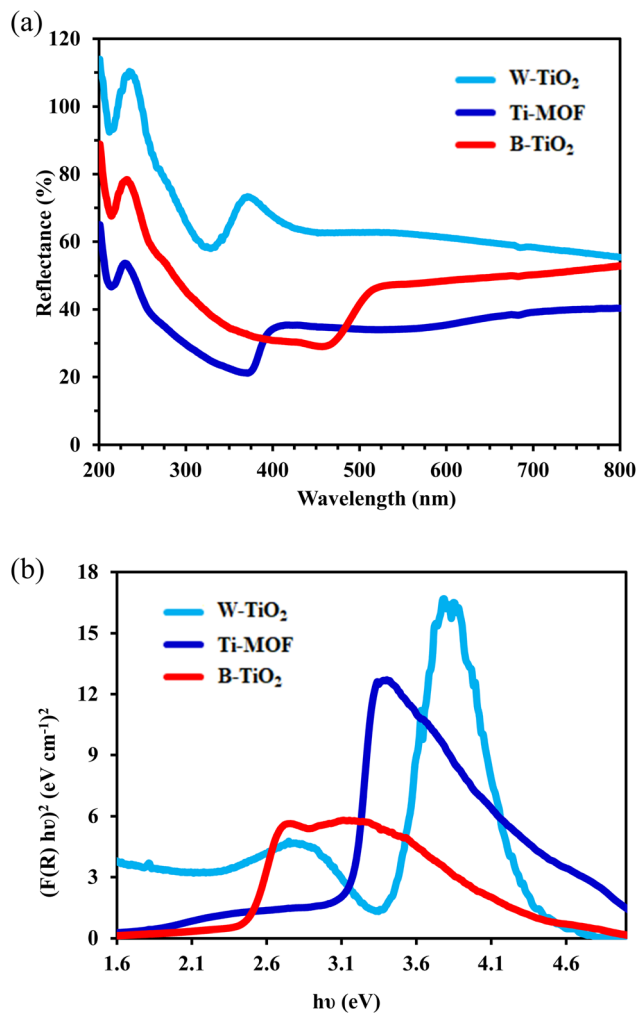 (a)
120
100
80
60
40
20
0
Reflectance (%)
W-TiO₂
Ti-MOF
B-TiO₂
200 300 400 500 600 700 800
Wavelength (nm)
(b)
18
15
12
9
6
3
0
(F(R) hυ)² (eV cm⁻¹)²
W-TiO₂
Ti-MOF
B-TiO₂
1.6 2.1 2.6 3.1 3.6 4.1 4.6
hυ (eV)